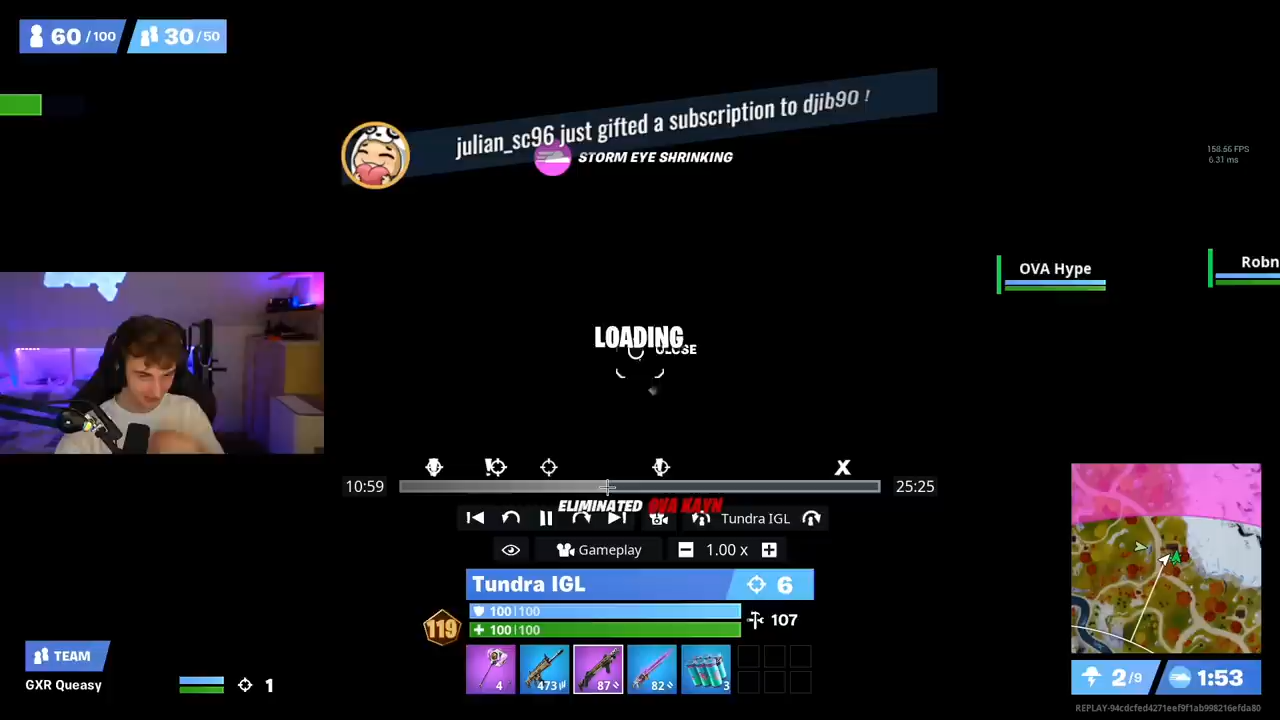 60 /100 30 /50
julian_sc96 just gifted a subscription to djib90 !
STORM EYE SHRINKING
158.56 FPS
6.31 ms
OVA Hype
Robn
LOADING
CLOSE
10:59
X
25:25
ELIMINATED OVA KAYN
Tundra IGL
Gameplay
1.00 x
Tundra IGL 6
119
100|100
100|100
107
4
473
87
82
3
TEAM
GXR Queasy 1
2/9 1:53
REPLAY-94cdcfed4271eef9f1ab998216efda80